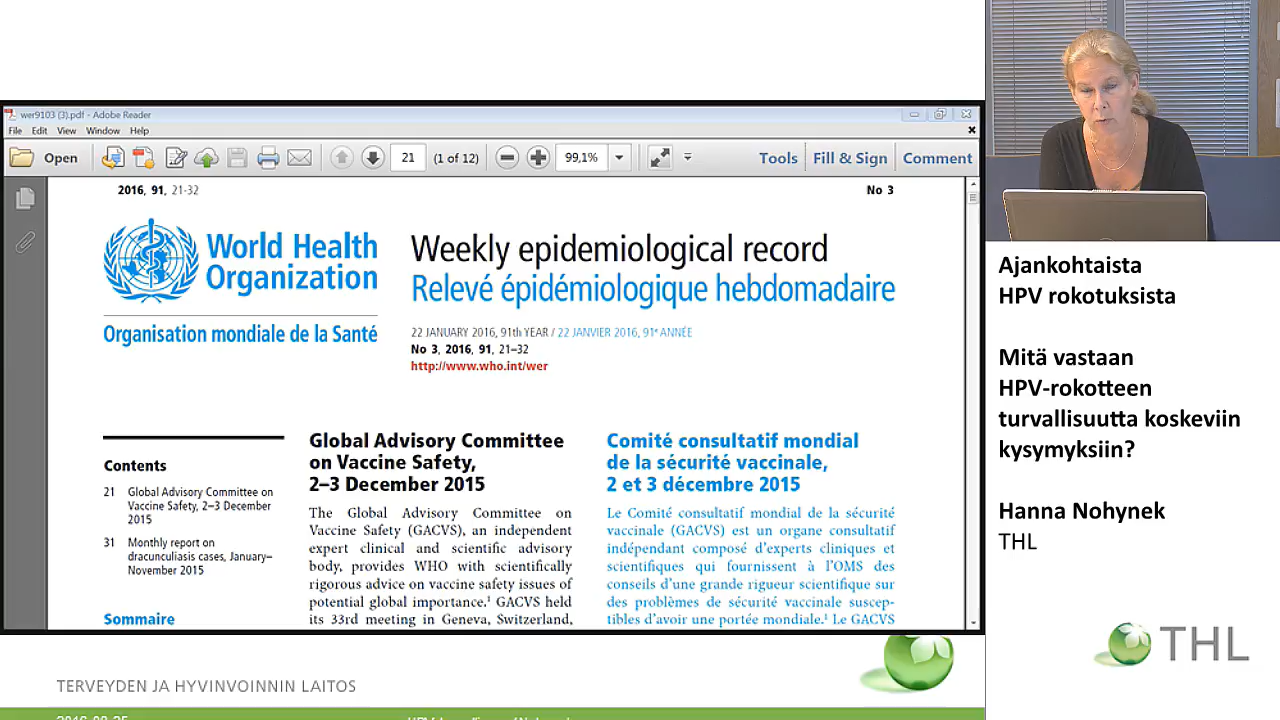 wer9103 (3).pdf - Adobe Reader
File Edit View Window Help
Open 21 (1 of 12) 99,1% Tools Fill & Sign Comment
2016, 91, 21-32 No 3
World Health
Organization
Organisation mondiale de la Santé
Weekly epidemiological record
Relevé épidémiologique hebdomadaire
22 JANUARY 2016, 91th YEAR / 22 JANVIER 2016, 91e ANNÉE
No 3, 2016, 91, 21–32
http://www.who.int/wer
Contents
21 Global Advisory Committee on
Vaccine Safety, 2–3 December
2015
31 Monthly report on
dracunculiasis cases, January–
November 2015
Sommaire
Global Advisory Committee
on Vaccine Safety,
2–3 December 2015
The Global Advisory Committee on
Vaccine Safety (GACVS), an independent
expert clinical and scientific advisory
body, provides WHO with scientifically
rigorous advice on vaccine safety issues of
potential global importance.1 GACVS held
its 33rd meeting in Geneva, Switzerland,
Comité consultatif mondial
de la sécurité vaccinale,
2 et 3 décembre 2015
Le Comité consultatif mondial de la sécurité
vaccinale (GACVS) est un organe consultatif
indépendant composé d’experts cliniques et
scientifiques qui fournissent à l’OMS des
conseils d’une grande rigueur scientifique sur
des problèmes de sécurité vaccinale suscep-
tibles d’avoir une portée mondiale.1 Le GACVS
TERVEYDEN JA HYVINVOINNIN LAITOS
Ajankohtaista
HPV rokotuksista
Mitä vastaan
HPV-rokotteen
turvallisuutta koskeviin
kysymyksiin?
Hanna Nohynek
THL
THL